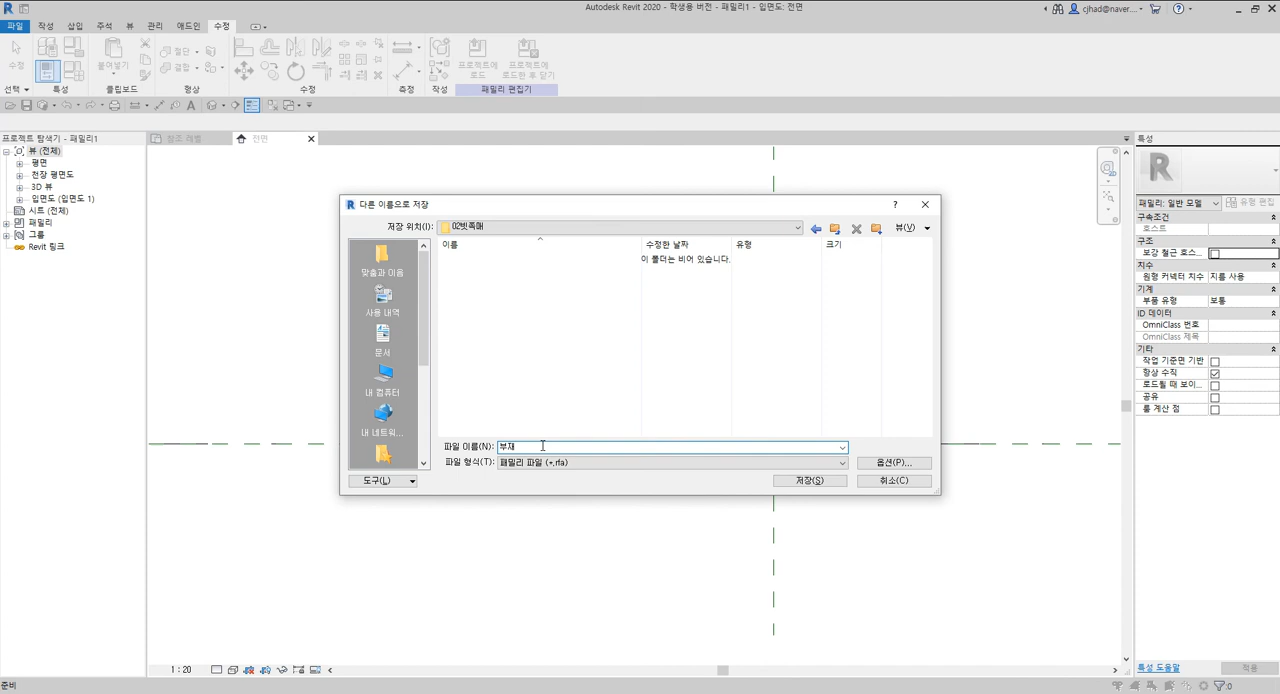 Autodesk Revit 2020 - 학생용 버전 - 패밀리1 - 입면도: 전면
cjhad@naver....
파일 작성 삽입 주석 뷰 관리 애드인 수정
수정
붙여넣기
절단
결합
프로젝트에 로드
프로젝트에 로드한 후 닫기
선택 특성 클립보드 형상 수정 측정 작성 패밀리 편집기
프로젝트 탐색기 - 패밀리1
뷰 (전체)
평면
천장 평면도
3D 뷰
입면도 (입면도 1)
시트 (전체)
패밀리
그룹
Revit 링크
참조 레벨
전면
다른 이름으로 저장
저장 위치(I): 02빗족매
뷰(V)
이름 수정한 날짜 유형 크기
이 폴더는 비어 있습니다.
맞춤과 이음
사용 내역
문서
내 컴퓨터
내 네트워...
파일 이름(N): 부재
파일 형식(T): 패밀리 파일 (*.rfa)
옵션(P)...
도구(L)
저장(S)
취소(C)
특성
R
패밀리: 일반 모델
유형 편집
구속조건
호스트
구조
보강 철근 호스...
치수
원형 커넥터 치수 지름 사용
기계
부품 유형 보통
ID 데이터
OmniClass 번호
OmniClass 제목
기타
작업 기준면 기반
항상 수직
로드될 때 보이...
공유
룸 계산 점
특성 도움말
적용
1 : 20
준비
:0